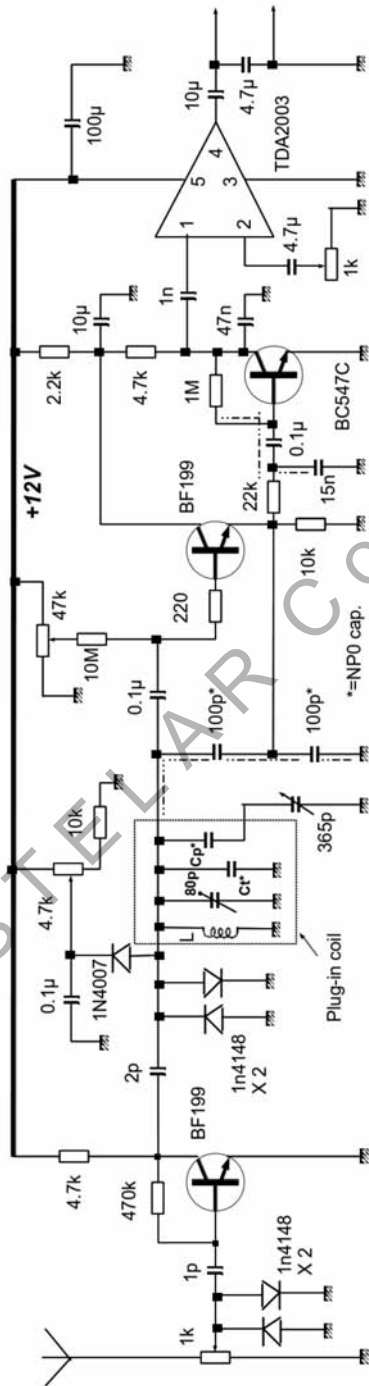 1k
1n4148
X 2
1p
470k
4.7k
BF199
2p
1n4148
X 2
0.1µ
1N4007
4.7k
10k
L
80p
Cp*
Ct*
Plug-in coil
365p
100p*
100p*
*=NP0 cap.
0.1µ
10M
47k
+12V
220
BF199
10k
22k
15n
0.1µ
1M
BC547C
47n
2.2k
4.7k
10µ
1n
1
2
3
4
5
4.7µ
1k
TDA2003
100µ
10µ
4.7µ
STELAR Co